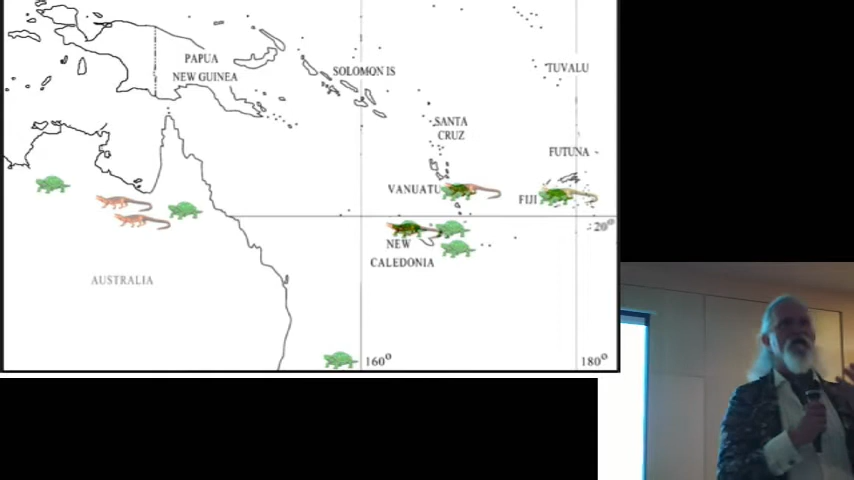 PAPUA
NEW GUINEA
SOLOMON IS
TUVALU
SANTA
CRUZ
FUTUNA
VANUATU
FIJI
20°
NEW
CALEDONIA
AUSTRALIA
160°
180°